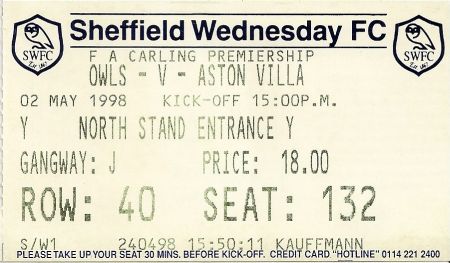 Sheffield Wednesday FC
SWFC SWFC
F A CARLING PREMIERSHIP
OWLS - V - ASTON VILLA
02 MAY 1998 KICK-OFF 15:00P.M.
Y NORTH STAND ENTRANCE Y
GANGWAY: J PRICE: 18.00
ROW: 40 SEAT: 132
S/W1 240498 15:50:11 KAUFFMANN
PLEASE TAKE UP YOUR SEAT 30 MINS. BEFORE KICK-OFF. CREDIT CARD "HOTLINE" 0114 221 2400